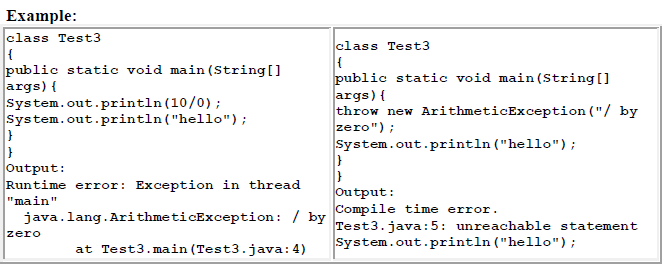 Example:
class Test3
{
public static void main(String[]
args){
System.out.println(10/0);
System.out.println("hello");
}
}
Output:
Runtime error: Exception in thread
"main"
java.lang.ArithmeticException: / by
zero
at Test3.main(Test3.java:4)
class Test3
{
public static void main(String[]
args){
throw new ArithmeticException("/ by
zero");
System.out.println("hello");
}
}
Output:
Compile time error.
Test3.java:5: unreachable statement
System.out.println("hello");